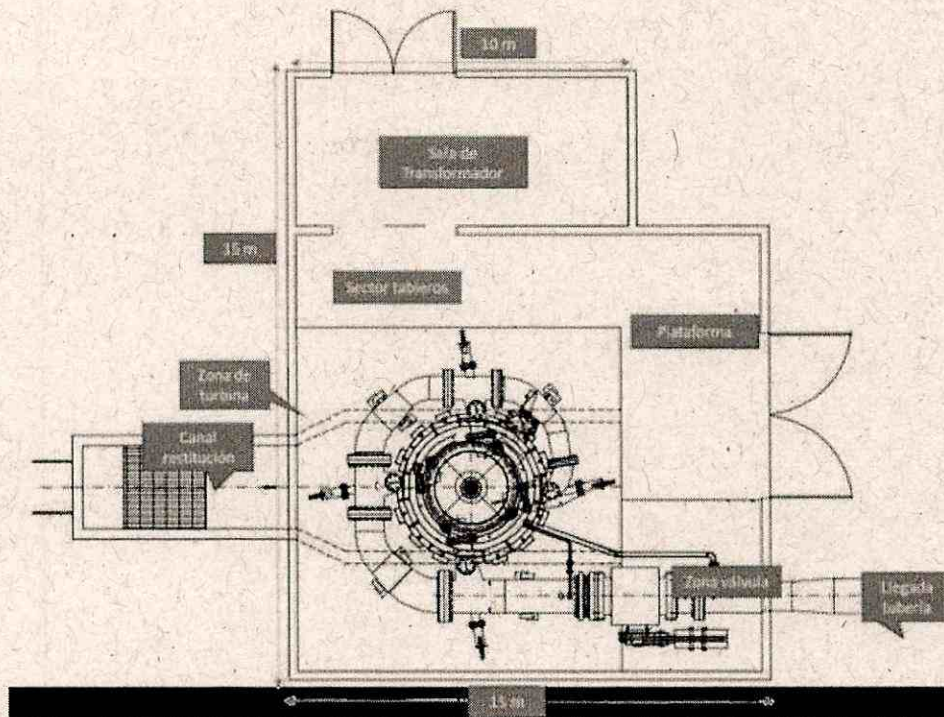 10 m
Sala de
Transformador
15 m
Sector tableros
Plataforma
Zona de
turbina
Canal
restitución
Zona válvula
Llegada
tubería
15 m